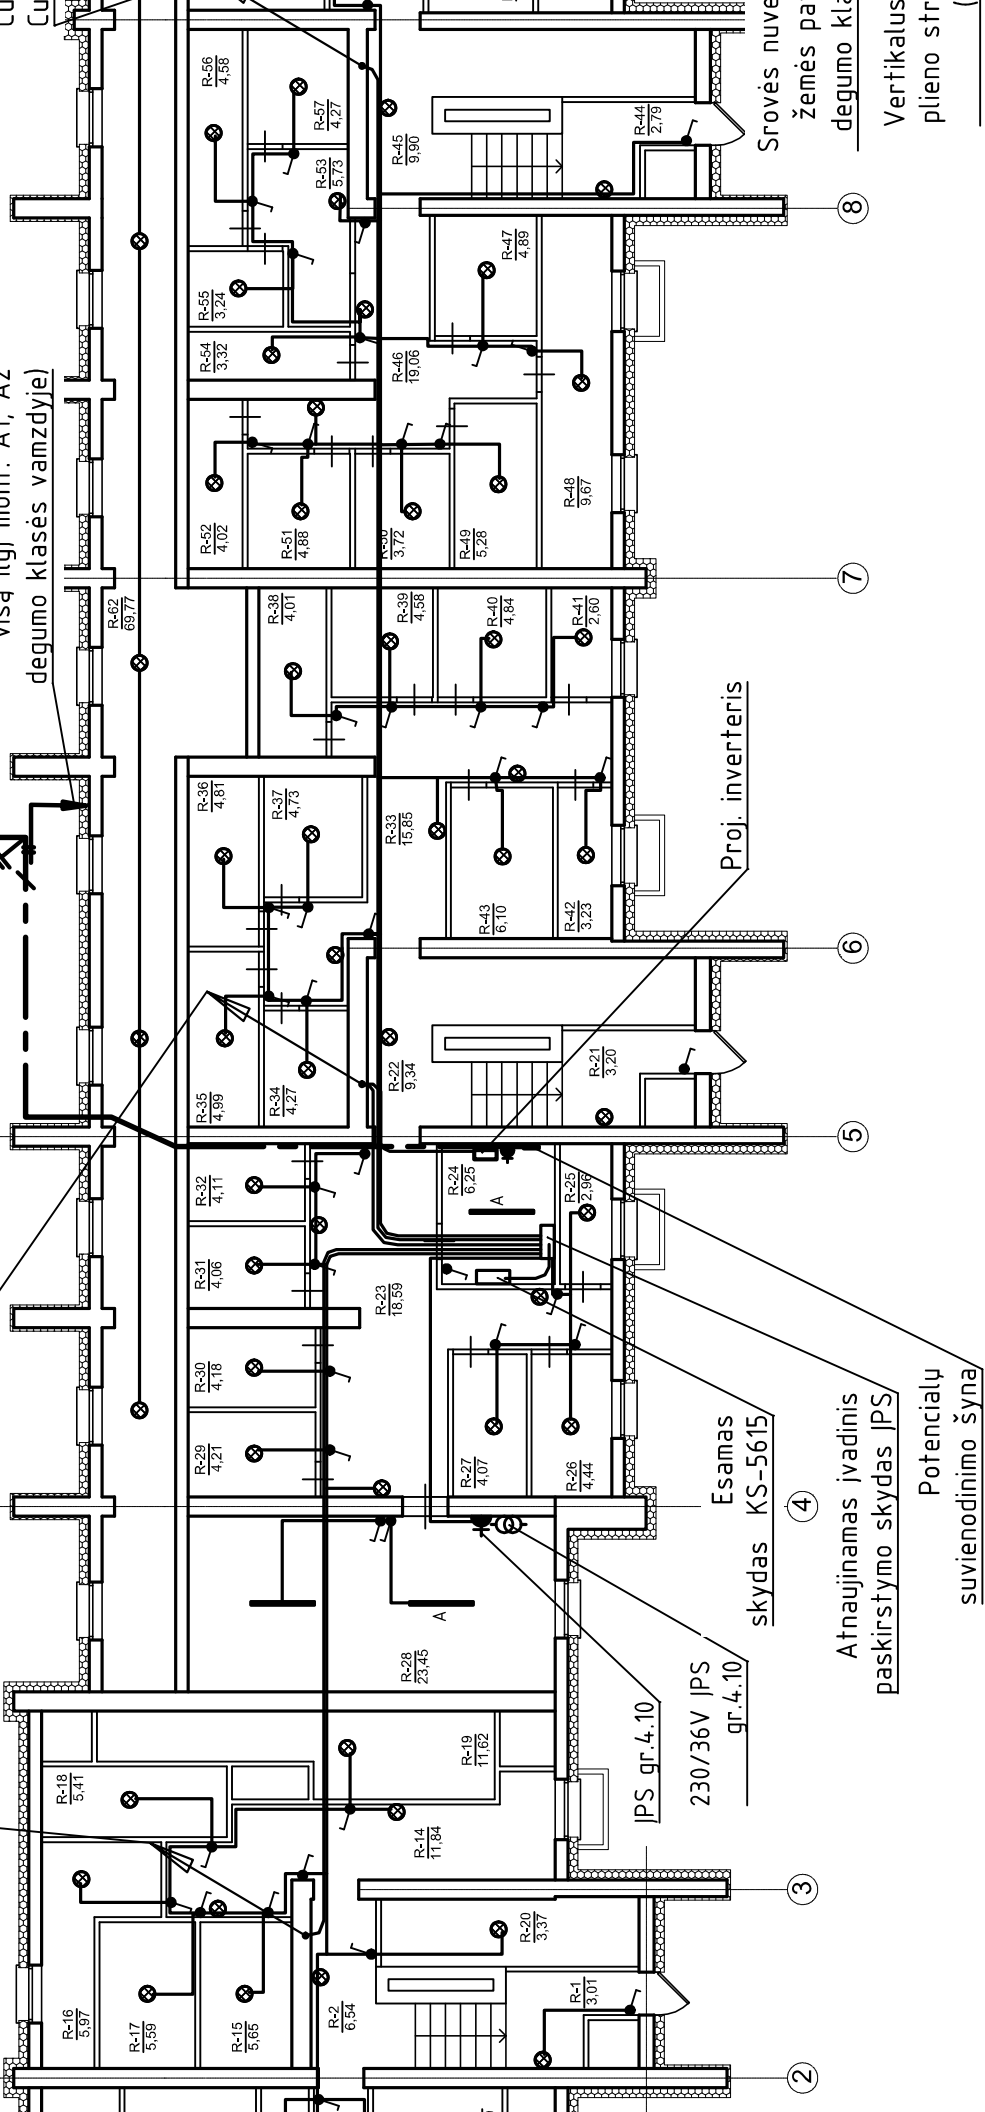 Cu
Cu
visą ilgį mont. A1, A2
degumo klasės vamzdyje)
Srovės nuve
žemės pa
degumo kla
Vertikalus
plieno str
(
R-56
4,58
R-57
4,27
R-53
5,73
R-45
9,90
R-44
2,79
R-55
3,24
R-54
3,32
R-46
19,06
R-47
4,89
R-52
4,02
R-51
4,88
R-50
3,72
R-49
5,28
R-48
9,67
R-62
69,77
R-38
4,01
R-39
4,58
R-40
4,84
R-41
2,60
R-36
4,81
R-37
4,73
R-33
15,85
R-43
6,10
R-42
3,23
R-35
4,99
R-34
4,27
R-22
9,34
R-21
3,20
R-32
4,11
R-31
4,06
R-24
6,25
R-25
2,96
A
R-23
18,59
R-30
4,18
R-29
4,21
R-27
4,07
R-26
4,44
R-28
23,45
A
R-18
5,41
R-19
11,62
R-14
11,84
R-16
5,97
R-17
5,59
R-15
5,65
R-2
6,54
R-20
3,37
R-1
3,01
Proj. inverteris
Esamas
skydas KS-5615
Atnaujinamas įvadinis
paskirstymo skydas ĮPS
Potencialų
suvienodinimo šyna
ĮPS gr.4.10
230/36V ĮPS
gr.4.10
8
7
6
5
4
3
2